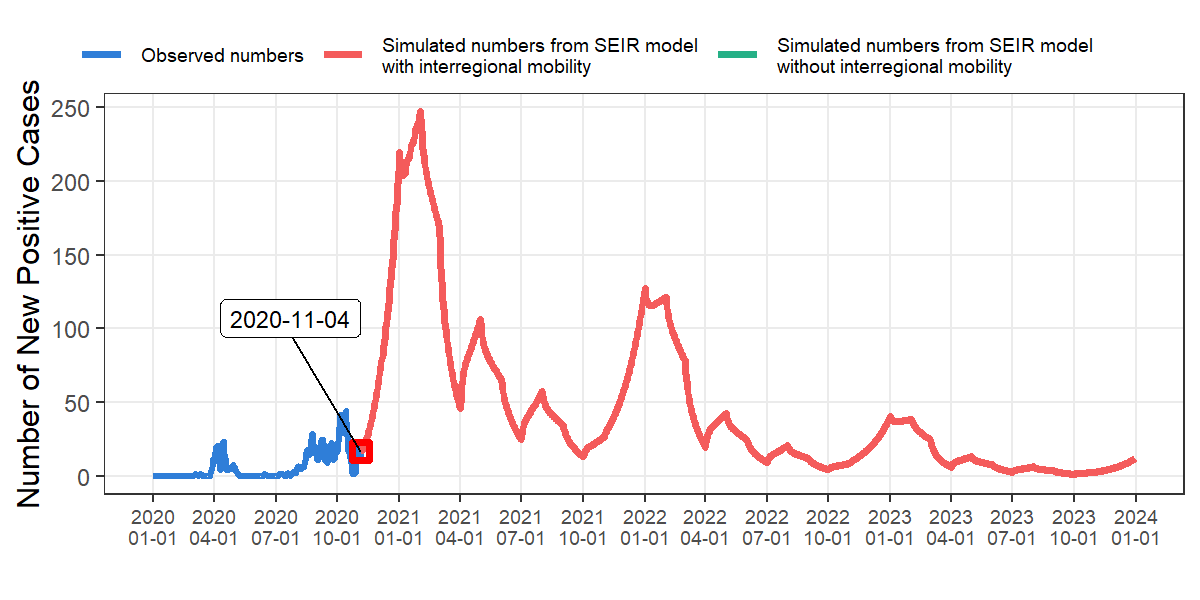 Observed numbers
Simulated numbers from SEIR model
with interregional mobility
Simulated numbers from SEIR model
without interregional mobility
Number of New Positive Cases
250
200
150
100
50
0
2020-11-04
2020 2020 2020 2020 2021 2021 2021 2021 2022 2022 2022 2022 2023 2023 2023 2023 2024
01-01 04-01 07-01 10-01 01-01 04-01 07-01 10-01 01-01 04-01 07-01 10-01 01-01 04-01 07-01 10-01 01-01